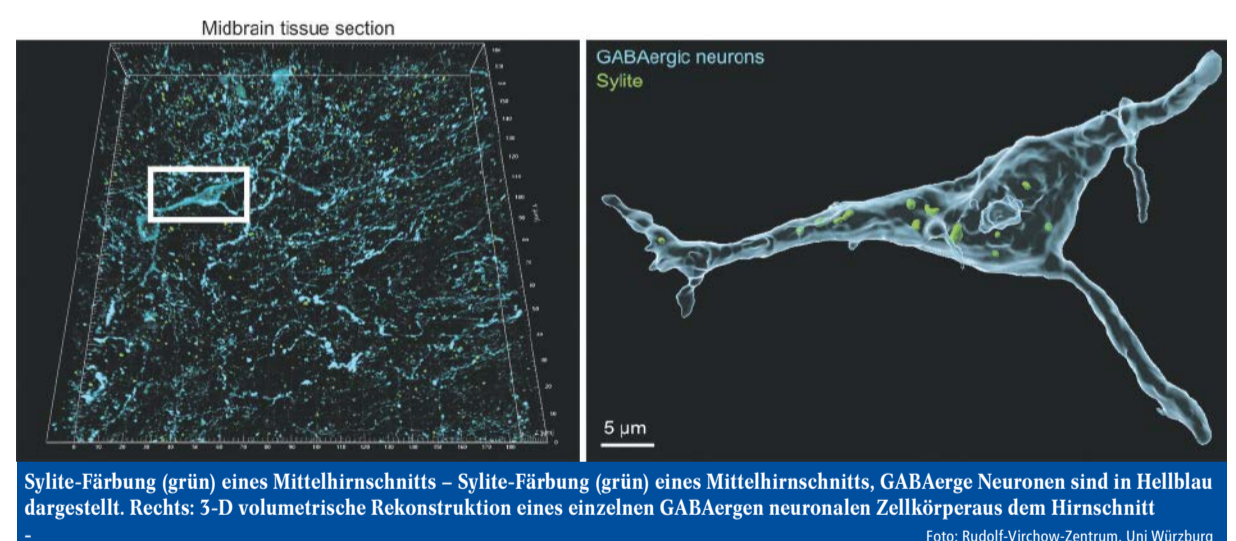 Midbrain tissue section
GABAergic neurons
Sylite
5 µm
Sylite-Färbung (grün) eines Mittelhirnschnitts – Sylite-Färbung (grün) eines Mittelhirnschnitts, GABAerge Neuronen sind in Hellblau
dargestellt. Rechts: 3-D volumetrische Rekonstruktion eines einzelnen GABAergen neuronalen Zellkörperaus dem Hirnschnitt
-
Foto: Rudolf-Virchow-Zentrum, Uni Würzburg